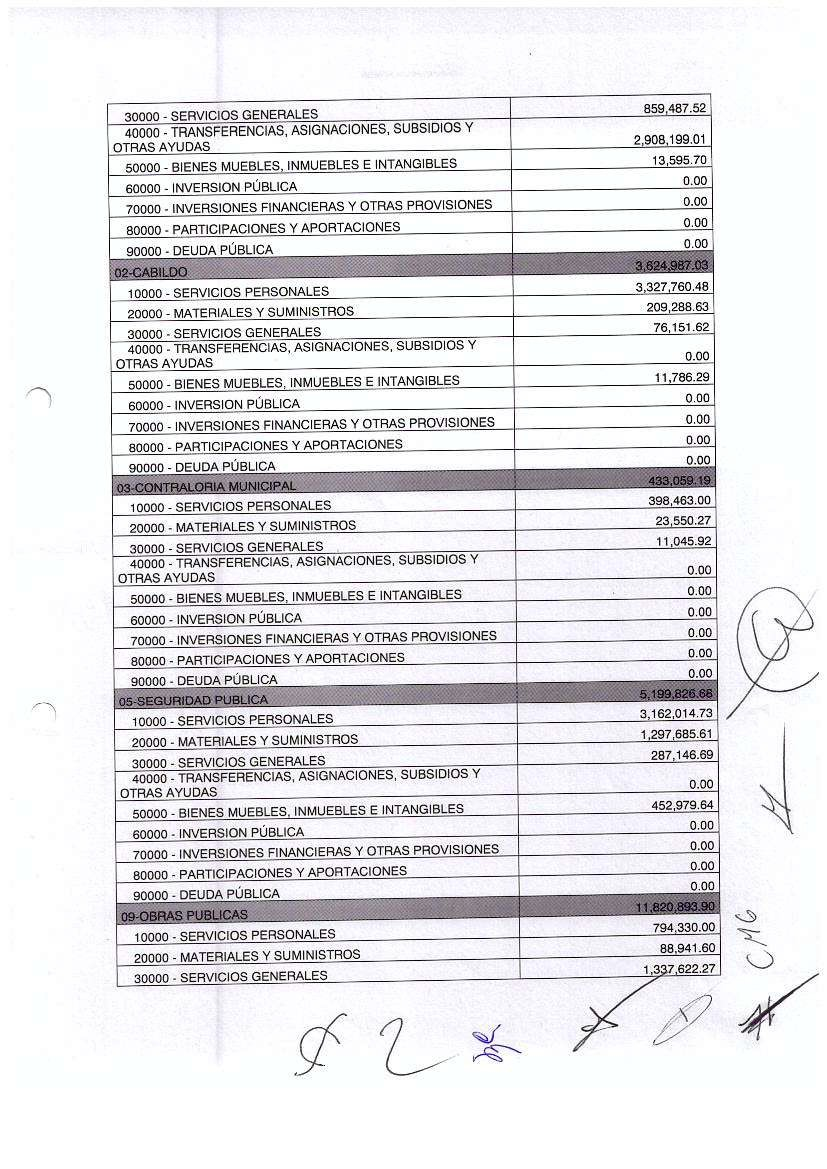 30000 - SERVICIOS GENERALES 859,487.52
40000 - TRANSFERENCIAS, ASIGNACIONES, SUBSIDIOS Y
OTRAS AYUDAS 2,908,199.01
50000 - BIENES MUEBLES, INMUEBLES E INTANGIBLES 13,595.70
60000 - INVERSION PÚBLICA 0.00
70000 - INVERSIONES FINANCIERAS Y OTRAS PROVISIONES 0.00
80000 - PARTICIPACIONES Y APORTACIONES 0.00
90000 - DEUDA PÚBLICA 0.00
02-CABILDO 3,624,987.03
10000 - SERVICIOS PERSONALES 3,327,760.48
20000 - MATERIALES Y SUMINISTROS 209,288.63
30000 - SERVICIOS GENERALES 76,151.62
40000 - TRANSFERENCIAS, ASIGNACIONES, SUBSIDIOS Y
OTRAS AYUDAS 0.00
50000 - BIENES MUEBLES, INMUEBLES E INTANGIBLES 11,786.29
60000 - INVERSION PÚBLICA 0.00
70000 - INVERSIONES FINANCIERAS Y OTRAS PROVISIONES 0.00
80000 - PARTICIPACIONES Y APORTACIONES 0.00
90000 - DEUDA PÚBLICA 0.00
03-CONTRALORIA MUNICIPAL 433,059.19
10000 - SERVICIOS PERSONALES 398,463.00
20000 - MATERIALES Y SUMINISTROS 23,550.27
30000 - SERVICIOS GENERALES 11,045.92
40000 - TRANSFERENCIAS, ASIGNACIONES, SUBSIDIOS Y
OTRAS AYUDAS 0.00
50000 - BIENES MUEBLES, INMUEBLES E INTANGIBLES 0.00
60000 - INVERSION PÚBLICA 0.00
70000 - INVERSIONES FINANCIERAS Y OTRAS PROVISIONES 0.00
80000 - PARTICIPACIONES Y APORTACIONES 0.00
90000 - DEUDA PÚBLICA 0.00
05-SEGURIDAD PUBLICA 5,199,826.68
10000 - SERVICIOS PERSONALES 3,162,014.73
20000 - MATERIALES Y SUMINISTROS 1,297,685.61
30000 - SERVICIOS GENERALES 287,146.69
40000 - TRANSFERENCIAS, ASIGNACIONES, SUBSIDIOS Y
OTRAS AYUDAS 0.00
50000 - BIENES MUEBLES, INMUEBLES E INTANGIBLES 452,979.64
60000 - INVERSION PÚBLICA 0.00
70000 - INVERSIONES FINANCIERAS Y OTRAS PROVISIONES 0.00
80000 - PARTICIPACIONES Y APORTACIONES 0.00
90000 - DEUDA PÚBLICA 0.00
09-OBRAS PUBLICAS 11,820,893.90
10000 - SERVICIOS PERSONALES 794,330.00
20000 - MATERIALES Y SUMINISTROS 88,941.60
30000 - SERVICIOS GENERALES 1,337,622.27
CMG